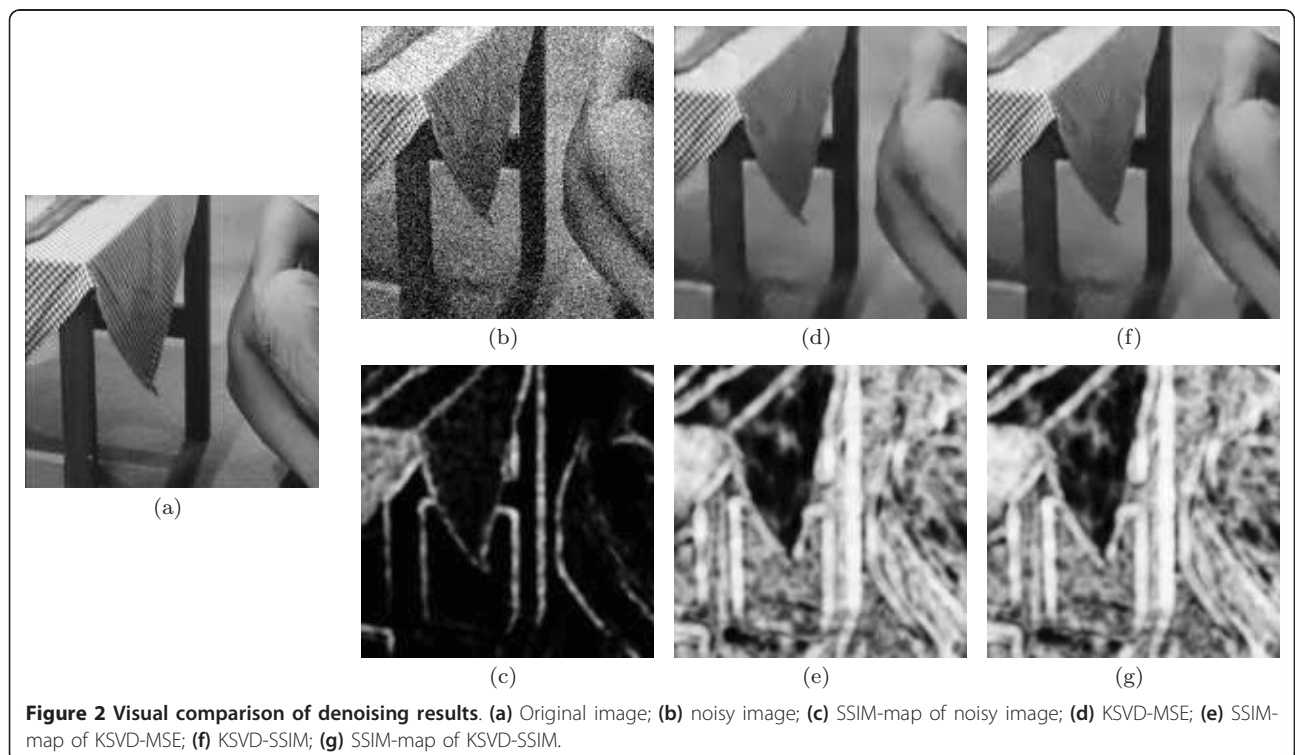 (a)
(b)
(d)
(f)
(c)
(e)
(g)
Figure 2 Visual comparison of denoising results. (a) Original image; (b) noisy image; (c) SSIM-map of noisy image; (d) KSVD-MSE; (e) SSIM-
map of KSVD-MSE; (f) KSVD-SSIM; (g) SSIM-map of KSVD-SSIM.